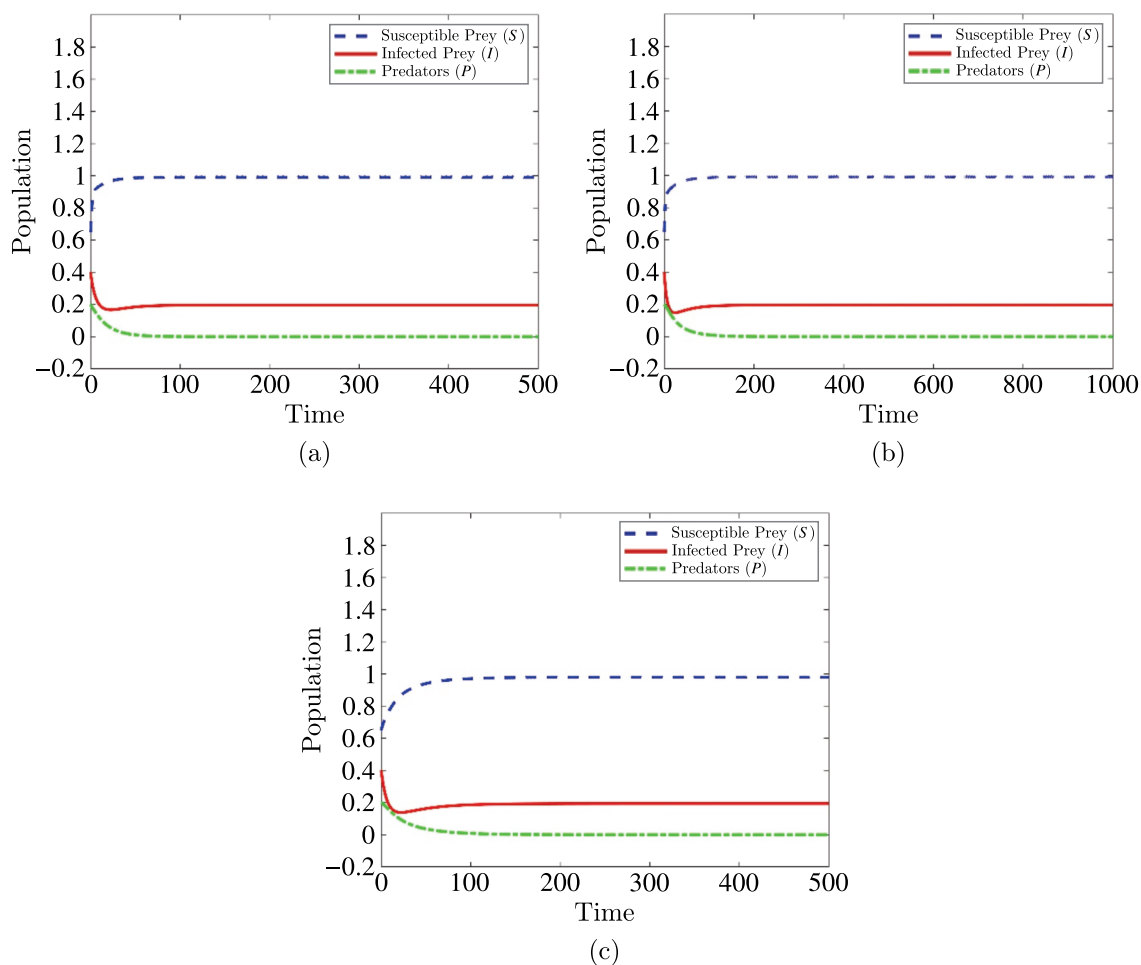 Susceptible Prey (S)
Infected Prey (I)
Predators (P)
1.8
1.6
1.4
1.2
1
0.8
0.6
0.4
0.2
0
−0.2
Population
0 100 200 300 400 500
Time
(a)
Susceptible Prey (S)
Infected Prey (I)
Predators (P)
1.8
1.6
1.4
1.2
1
0.8
0.6
0.4
0.2
0
−0.2
Population
0 200 400 600 800 1000
Time
(b)
Susceptible Prey (S)
Infected Prey (I)
Predators (P)
1.8
1.6
1.4
1.2
1
0.8
0.6
0.4
0.2
0
−0.2
Population
0 100 200 300 400 500
Time
(c)